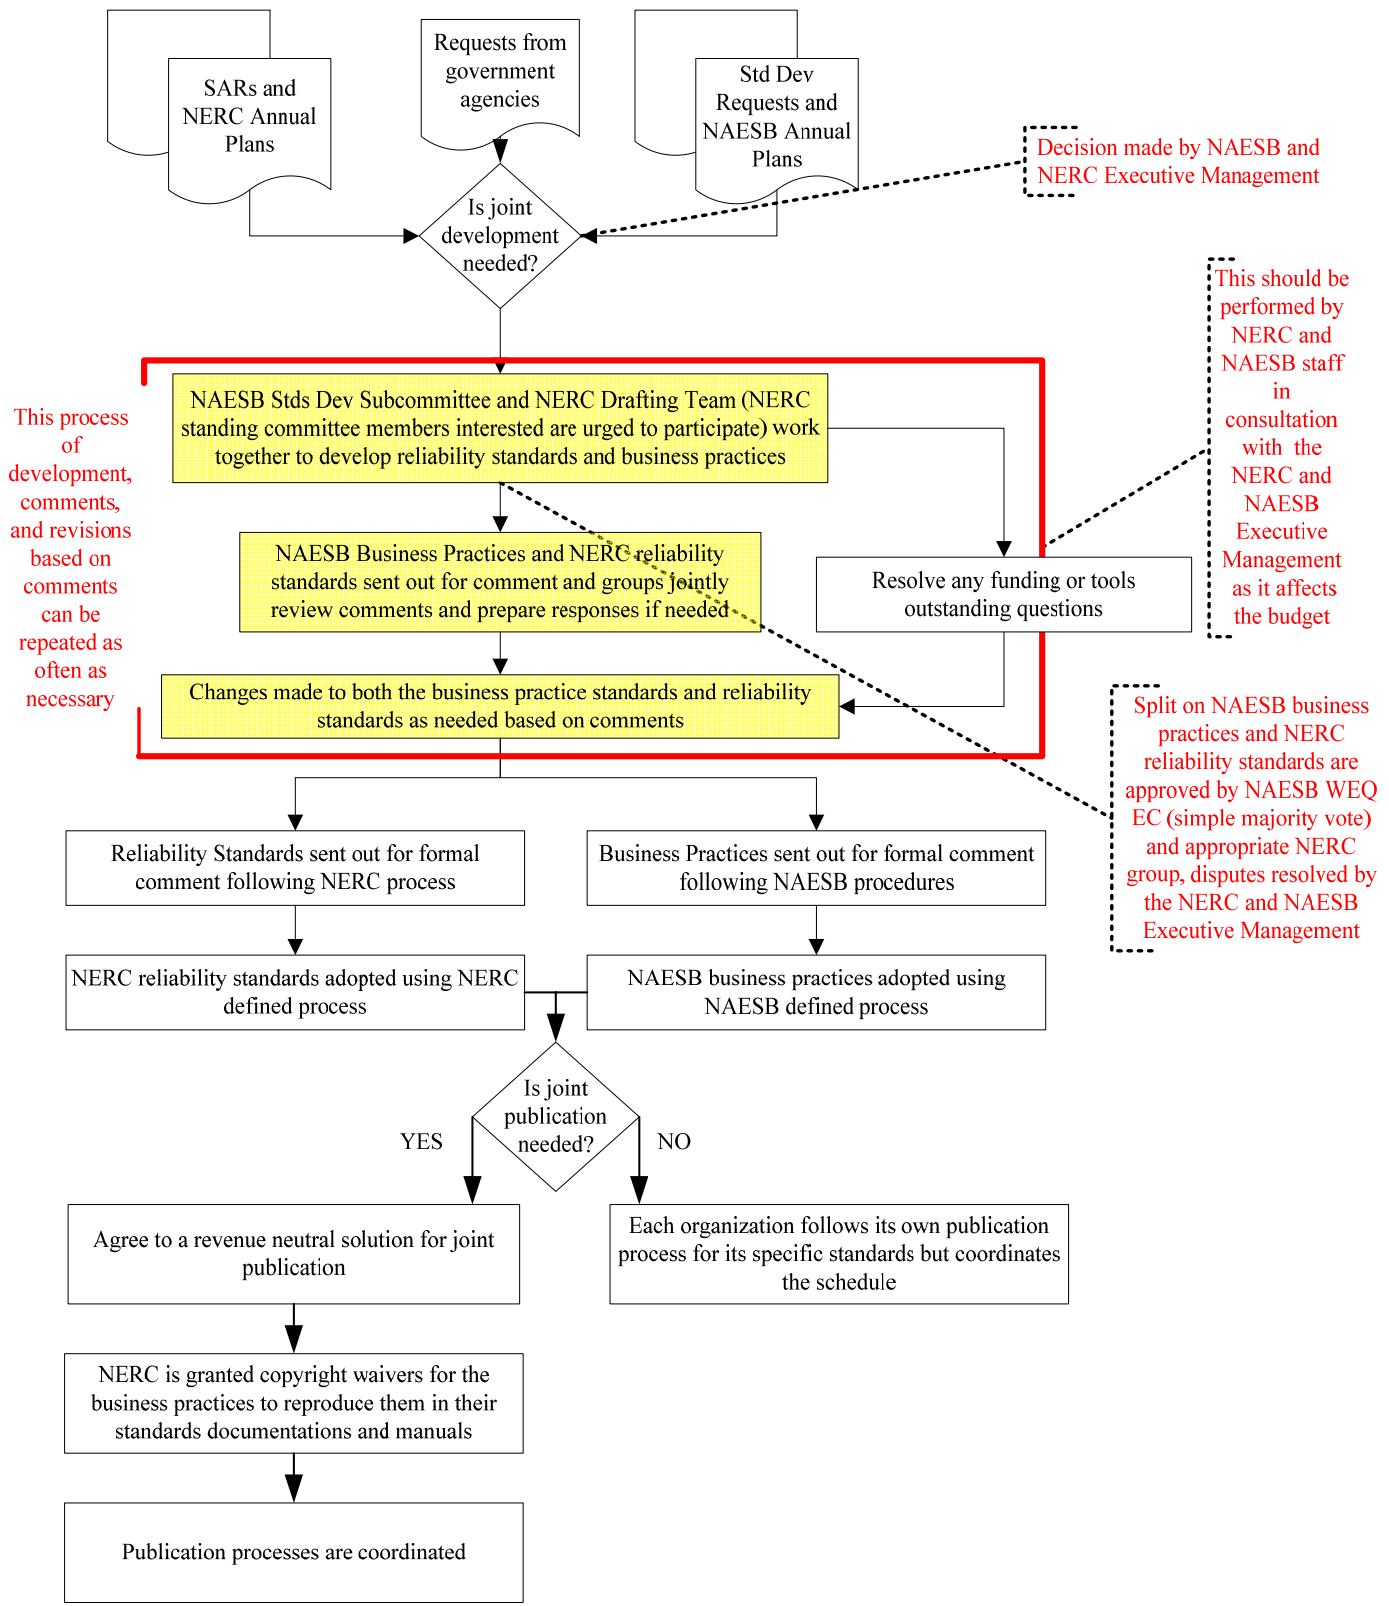 SARs and
NERC Annual
Plans
Requests from
government
agencies
Std Dev
Requests and
NAESB Annual
Plans
Decision made by NAESB and
NERC Executive Management
Is joint
development
needed?
This should be
performed by
NERC and
NAESB staff
in
consultation
with the
NERC and
NAESB
Executive
Management
as it affects
the budget
This process
of
development,
comments,
and revisions
based on
comments
can be
repeated as
often as
necessary
NAESB Stds Dev Subcommittee and NERC Drafting Team (NERC
standing committee members interested are urged to participate) work
together to develop reliability standards and business practices
NAESB Business Practices and NERC reliability
standards sent out for comment and groups jointly
review comments and prepare responses if needed
Resolve any funding or tools
outstanding questions
Changes made to both the business practice standards and reliability
standards as needed based on comments
Split on NAESB business
practices and NERC
reliability standards are
approved by NAESB WEQ
EC (simple majority vote)
and appropriate NERC
group, disputes resolved by
the NERC and NAESB
Executive Management
Reliability Standards sent out for formal
comment following NERC process
Business Practices sent out for formal comment
following NAESB procedures
NERC reliability standards adopted using NERC
defined process
NAESB business practices adopted using
NAESB defined process
Is joint
publication
needed?
YES
NO
Agree to a revenue neutral solution for joint
publication
Each organization follows its own publication
process for its specific standards but coordinates
the schedule
NERC is granted copyright waivers for the
business practices to reproduce them in their
standards documentations and manuals
Publication processes are coordinated